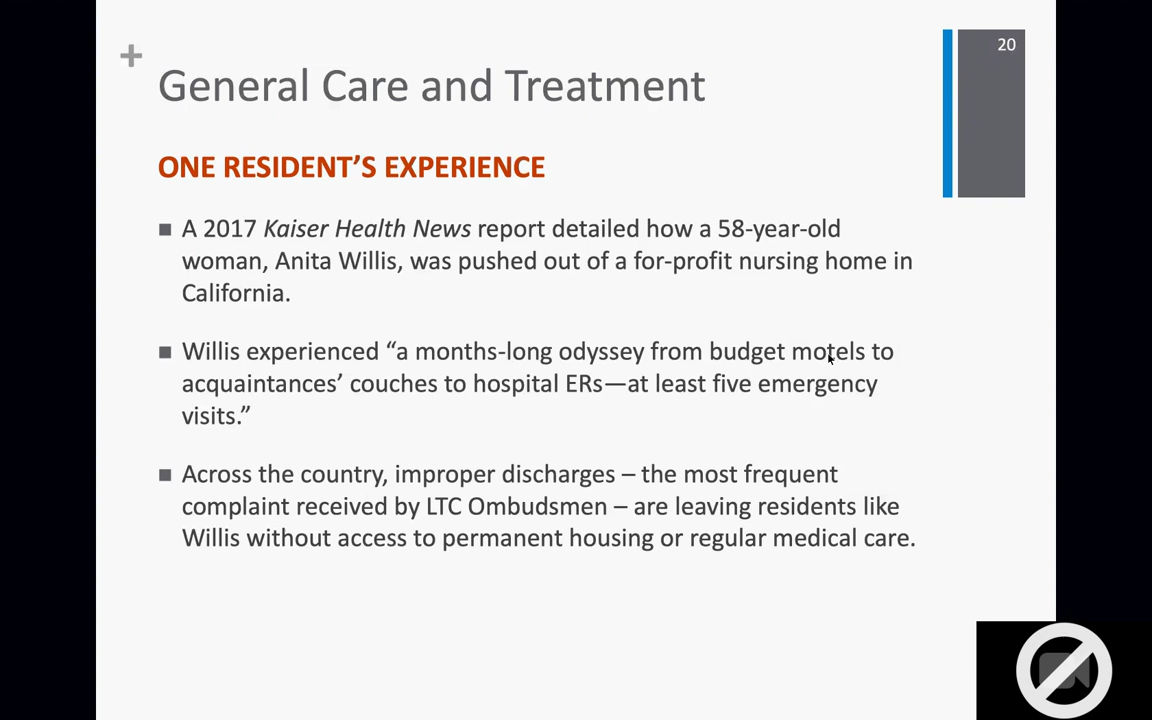 20
+
General Care and Treatment
ONE RESIDENT’S EXPERIENCE
■ A 2017 Kaiser Health News report detailed how a 58-year-old
woman, Anita Willis, was pushed out of a for-profit nursing home in
California.
■ Willis experienced “a months-long odyssey from budget motels to
acquaintances’ couches to hospital ERs—at least five emergency
visits.”
■ Across the country, improper discharges – the most frequent
complaint received by LTC Ombudsmen – are leaving residents like
Willis without access to permanent housing or regular medical care.